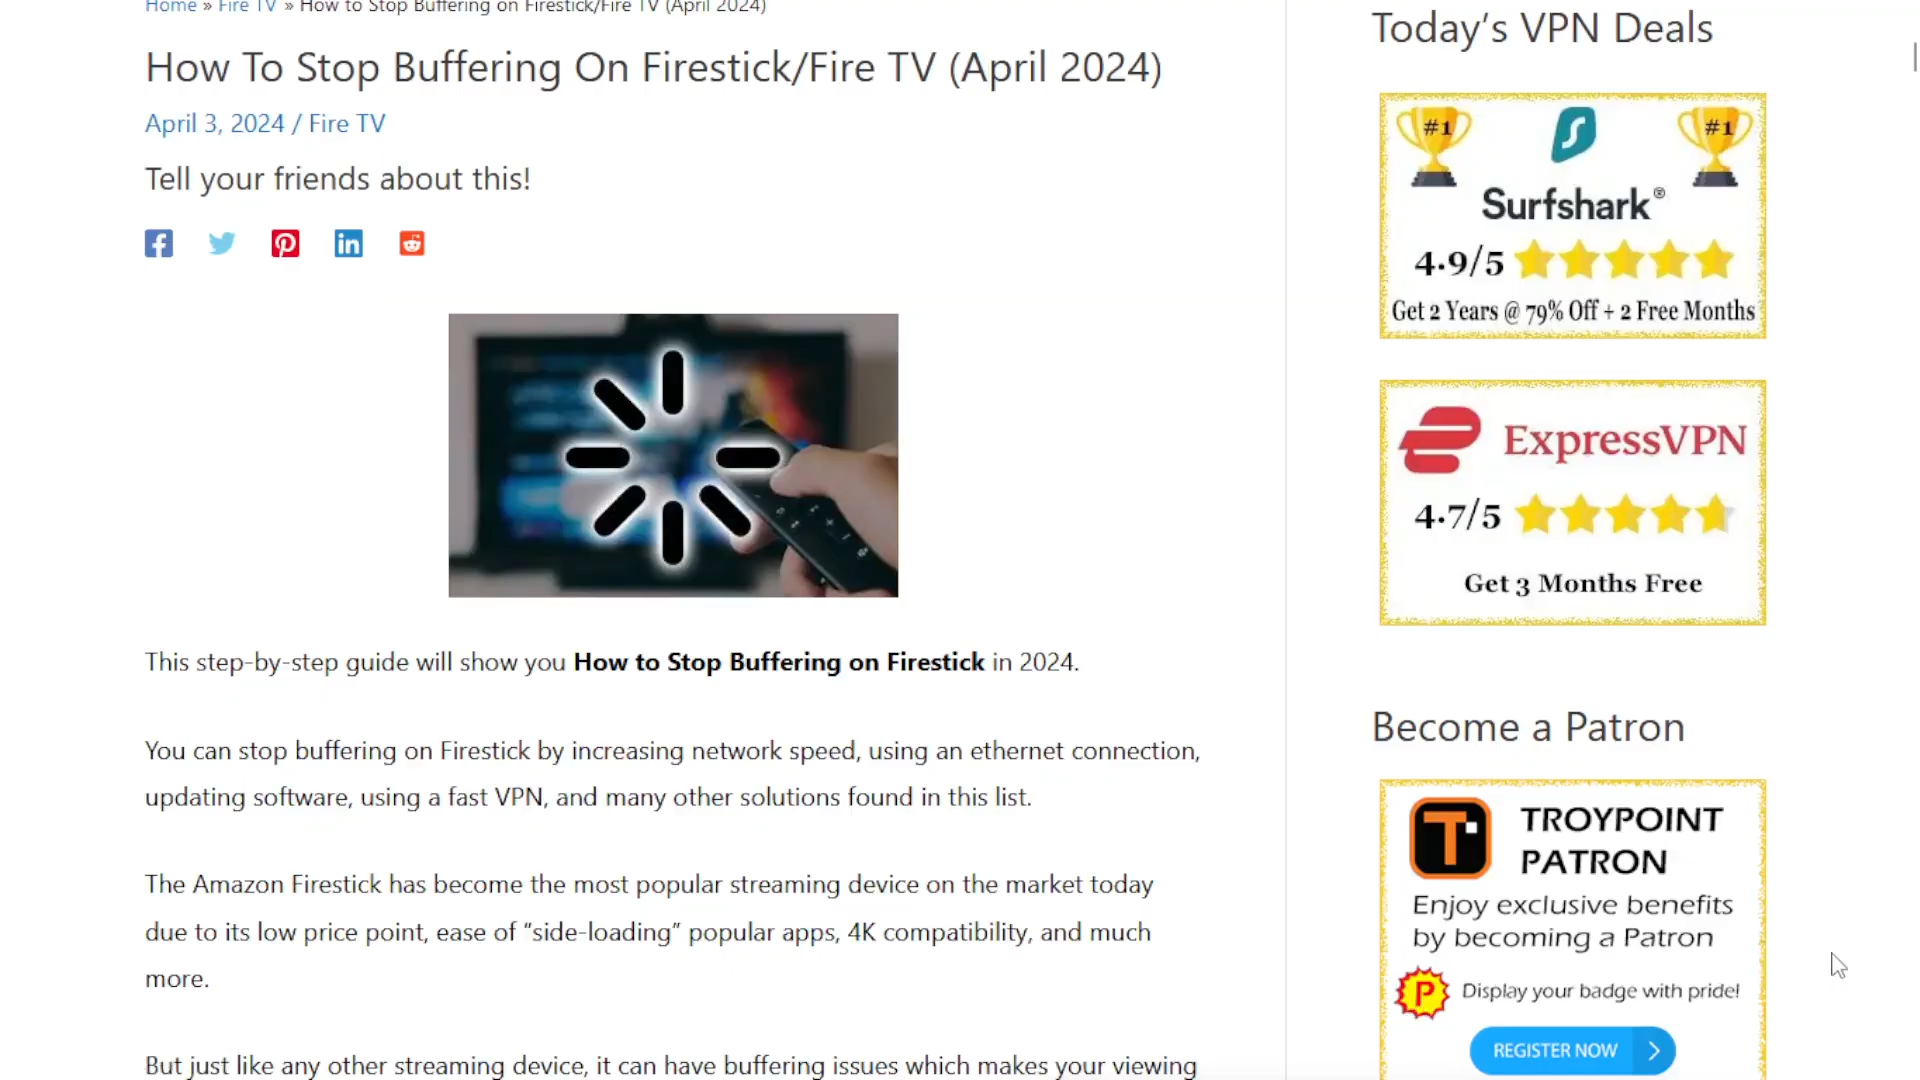 Home » Fire TV » How to Stop Buffering on Firestick/Fire TV (April 2024)
How To Stop Buffering On Firestick/Fire TV (April 2024)
April 3, 2024 / Fire TV
Tell your friends about this!
This step-by-step guide will show you How to Stop Buffering on Firestick in 2024.
You can stop buffering on Firestick by increasing network speed, using an ethernet connection,
updating software, using a fast VPN, and many other solutions found in this list.
The Amazon Firestick has become the most popular streaming device on the market today
due to its low price point, ease of “side-loading” popular apps, 4K compatibility, and much
more.
But just like any other streaming device, it can have buffering issues which makes your viewing
Today’s VPN Deals
#1
#1
Surfshark®
4.9/5
Get 2 Years @ 79% Off + 2 Free Months
ExpressVPN
4.7/5
Get 3 Months Free
Become a Patron
T
TROYPOINT
PATRON
Enjoy exclusive benefits
by becoming a Patron
P
Display your badge with pride!
REGISTER NOW